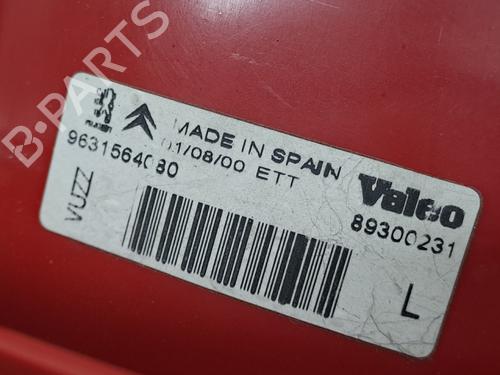 B-PARTS
MADE IN SPAIN
01/08/00 ETT
9631564080
Valeo
89300231
VUZZ
L